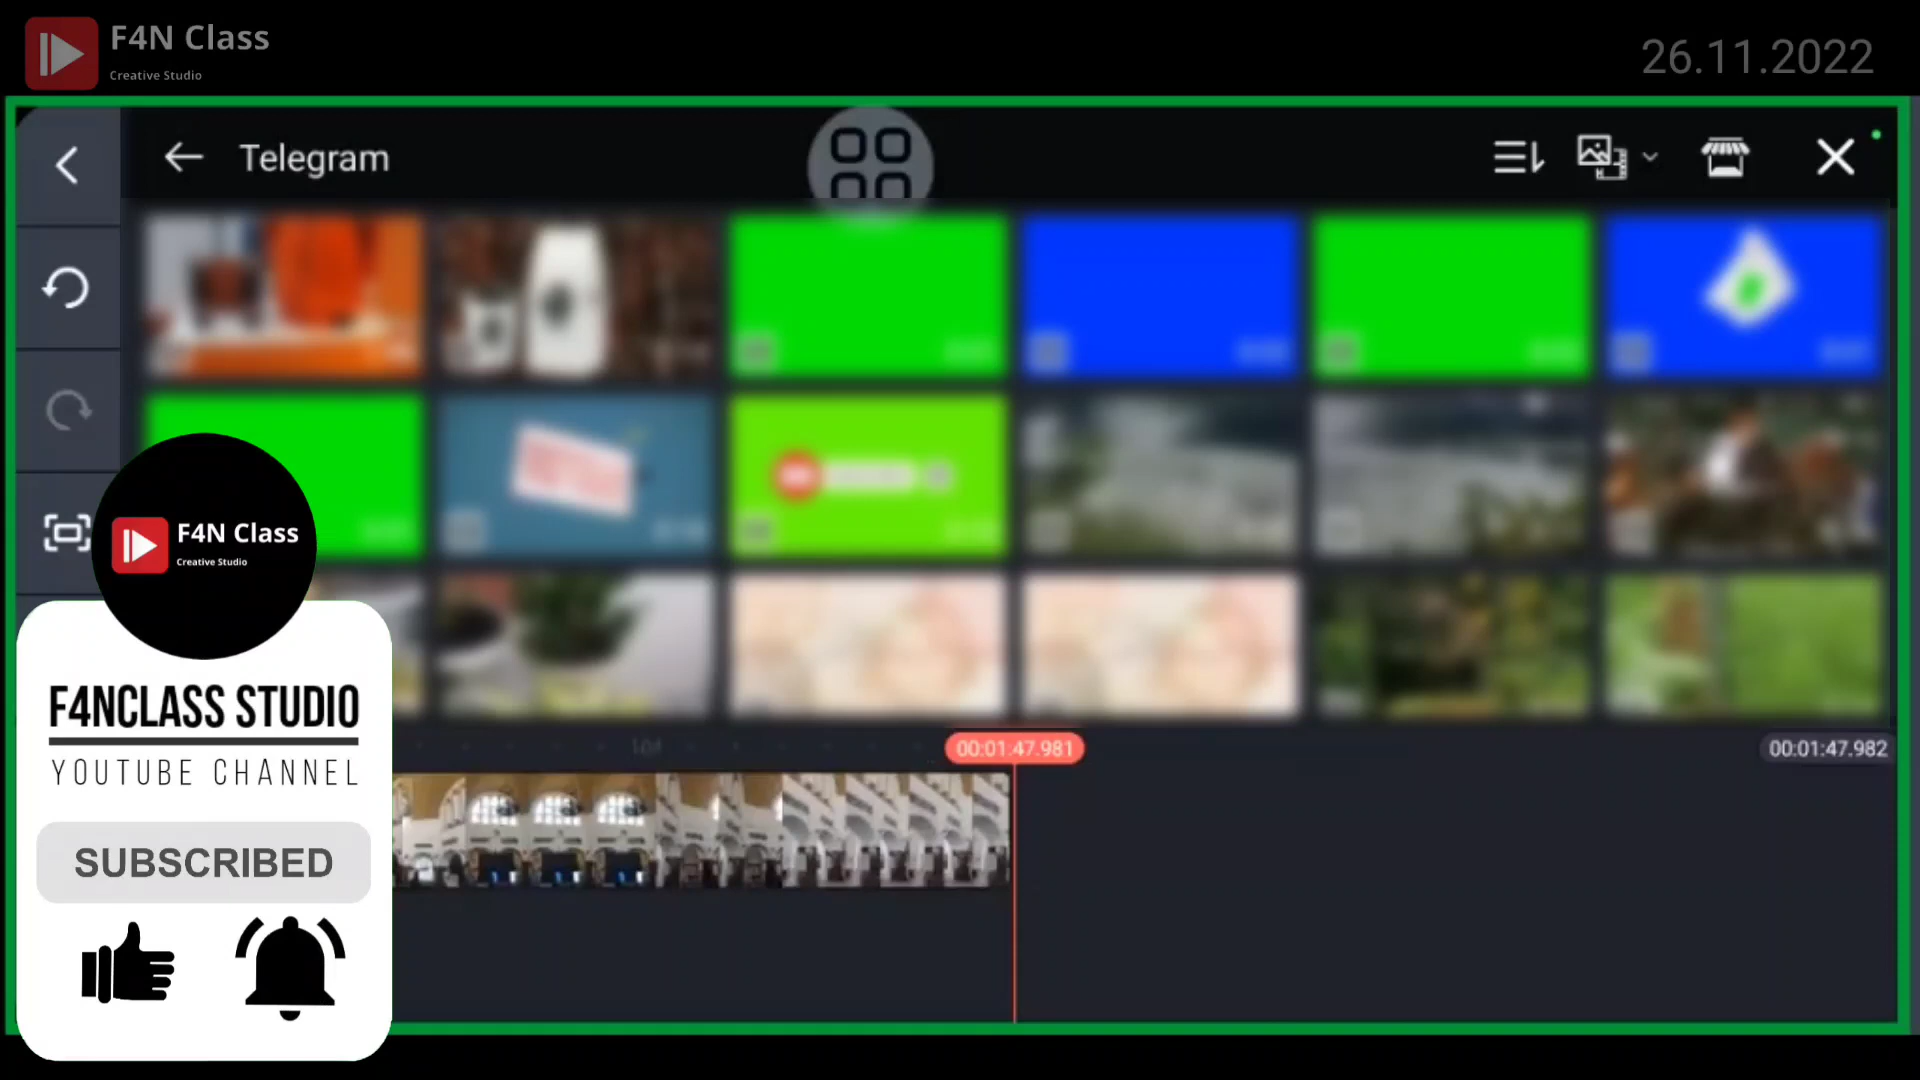 F4N Class
Creative Studio
26.11.2022
Telegram
F4N Class
Creative Studio
F4NCLASS STUDIO
YOUTUBE CHANNEL
SUBSCRIBED
00:01:47.981
00:01:47.982